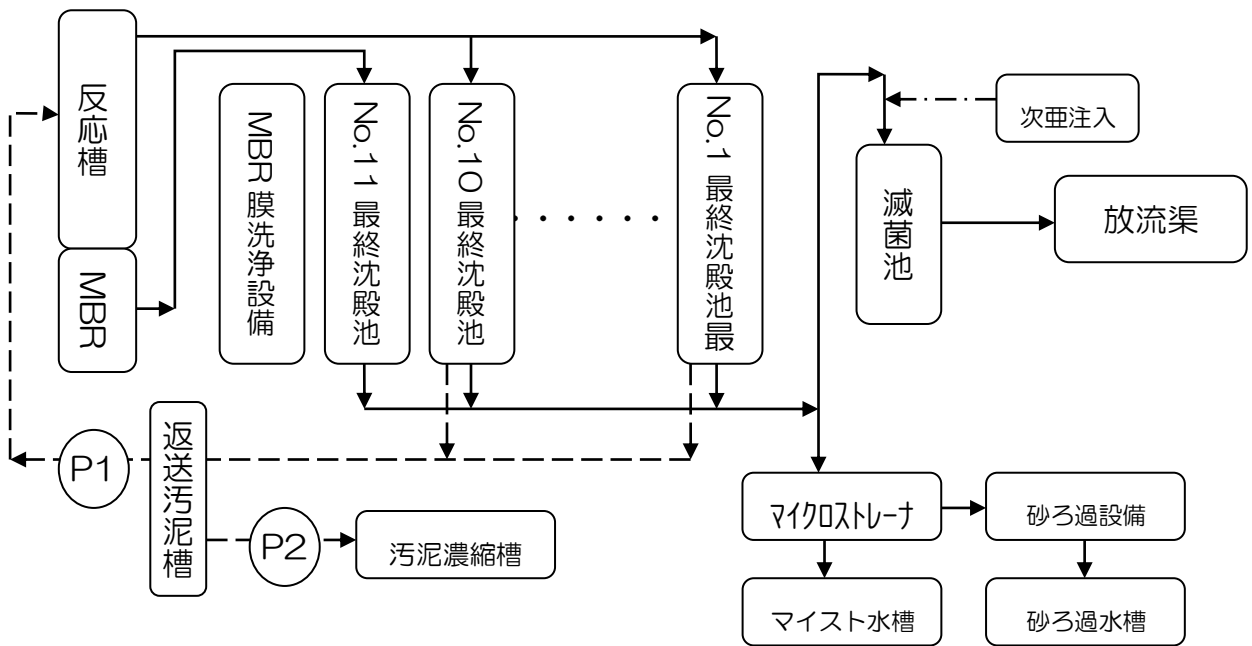 反応槽
MBR
MBR 膜洗浄設備
No.11 最終沈殿池
No.10 最終沈殿池
・・・・・・
No.1 最終沈殿池最
次亜注入
滅菌池
放流渠
P1
返送汚泥槽
P2
汚泥濃縮槽
マイクロストレーナ
砂ろ過設備
マイスト水槽
砂ろ過水槽